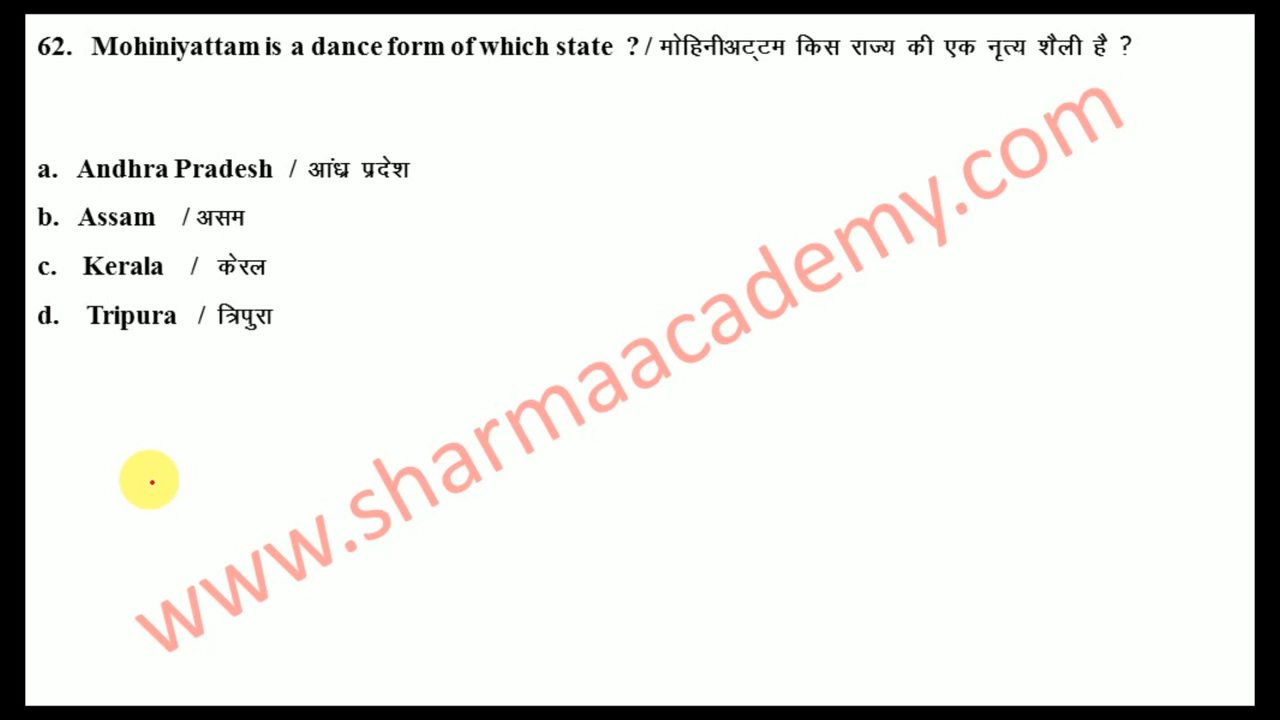 62. Mohiniyattam is a dance form of which state ? / मोहिनीअट्टम किस राज्य की एक नृत्य शैली है ?
a. Andhra Pradesh / आंध्र प्रदेश
b. Assam / असम
c. Kerala / केरल
d. Tripura / त्रिपुरा
www.sharmaacademy.com